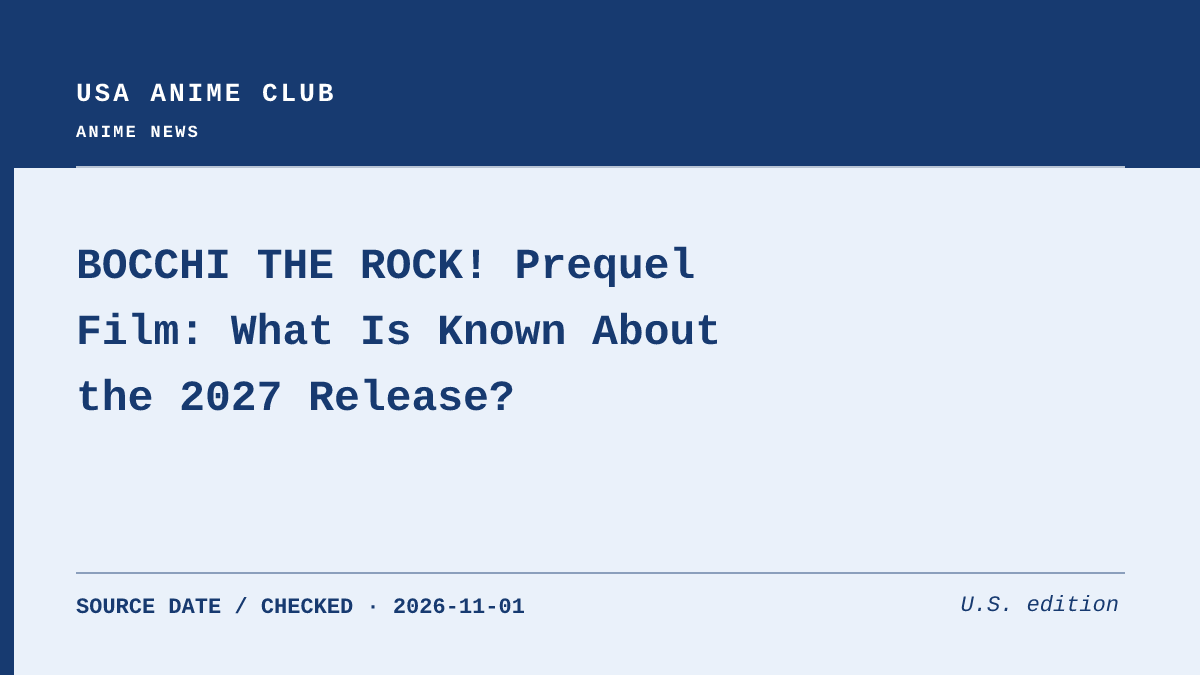 USA ANIME CLUB
ANIME NEWS
BOCCHI THE ROCK! Prequel
Film: What Is Known About
the 2027 Release?
SOURCE DATE / CHECKED · 2026-11-01
U.S. edition